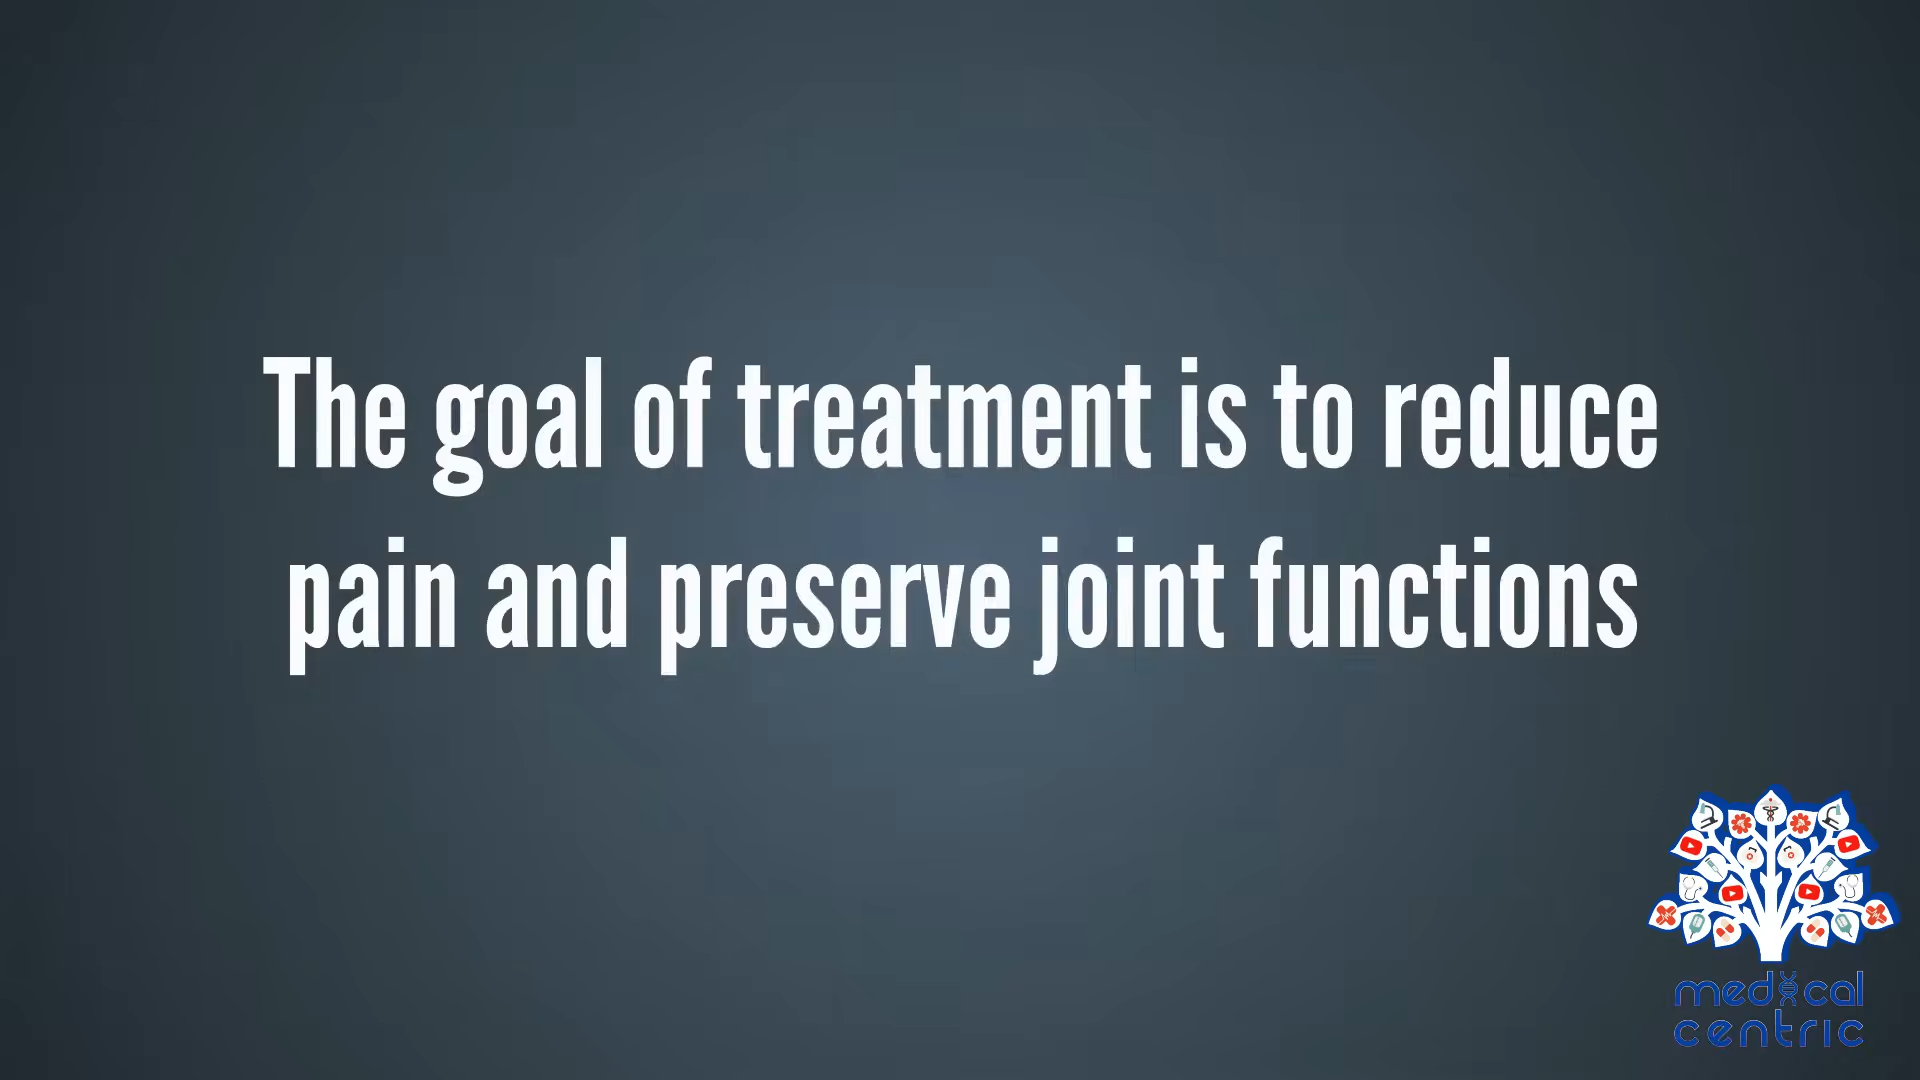 The goal of treatment is to reduce
pain and preserve joint functions
medical
centric